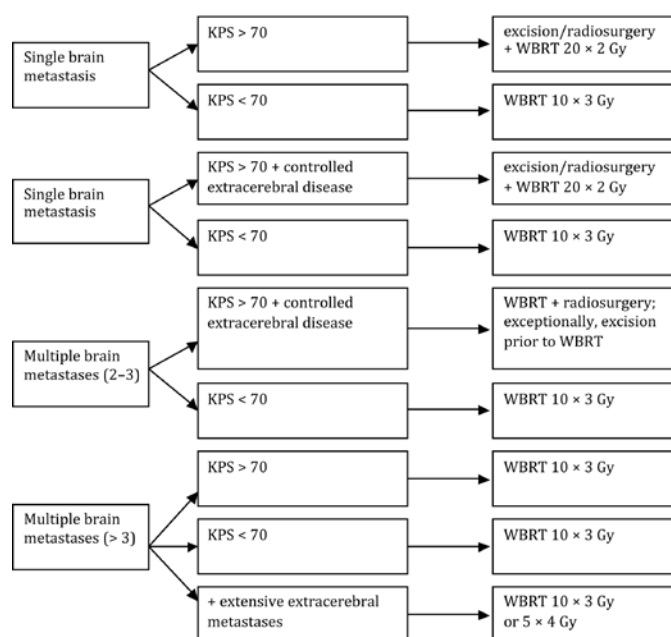 Single brain
metastasis
KPS > 70
excision/radiosurgery
+ WBRT 20 × 2 Gy
KPS < 70
WBRT 10 × 3 Gy
Single brain
metastasis
KPS > 70 + controlled
extracerebral disease
excision/radiosurgery
+ WBRT 20 × 2 Gy
KPS < 70
WBRT 10 × 3 Gy
Multiple brain
metastases (2–3)
KPS > 70 + controlled
extracerebral disease
WBRT + radiosurgery;
exceptionally, excision
prior to WBRT
KPS < 70
WBRT 10 × 3 Gy
Multiple brain
metastases (> 3)
KPS > 70
WBRT 10 × 3 Gy
KPS < 70
WBRT 10 × 3 Gy
+ extensive extracerebral
metastases
WBRT 10 × 3 Gy
or 5 × 4 Gy